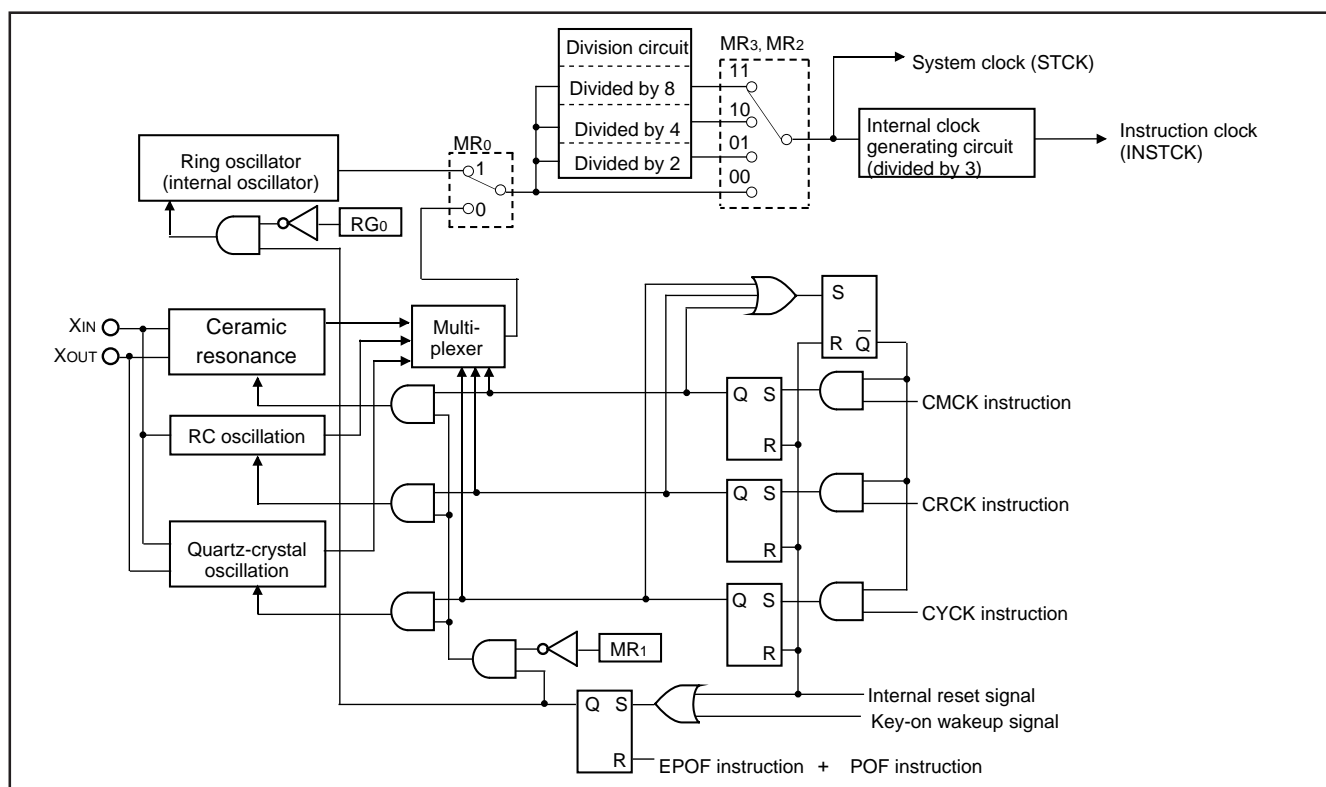 Division circuit
Divided by 8
Divided by 4
Divided by 2
MR3, MR2
11
10
01
00
System clock (STCK)
Internal clock
generating circuit
(divided by 3)
Instruction clock
(INSTCK)
Ring oscillator
(internal oscillator)
MR0
1
0
RG0
XIN
XOUT
Ceramic
resonance
Multi-
plexer
S
R Q
RC oscillation
Quartz-crystal
oscillation
Q S
R
CMCK instruction
Q S
R
CRCK instruction
Q S
R
CYCK instruction
MR1
Q S
R
Internal reset signal
Key-on wakeup signal
EPOF instruction + POF instruction